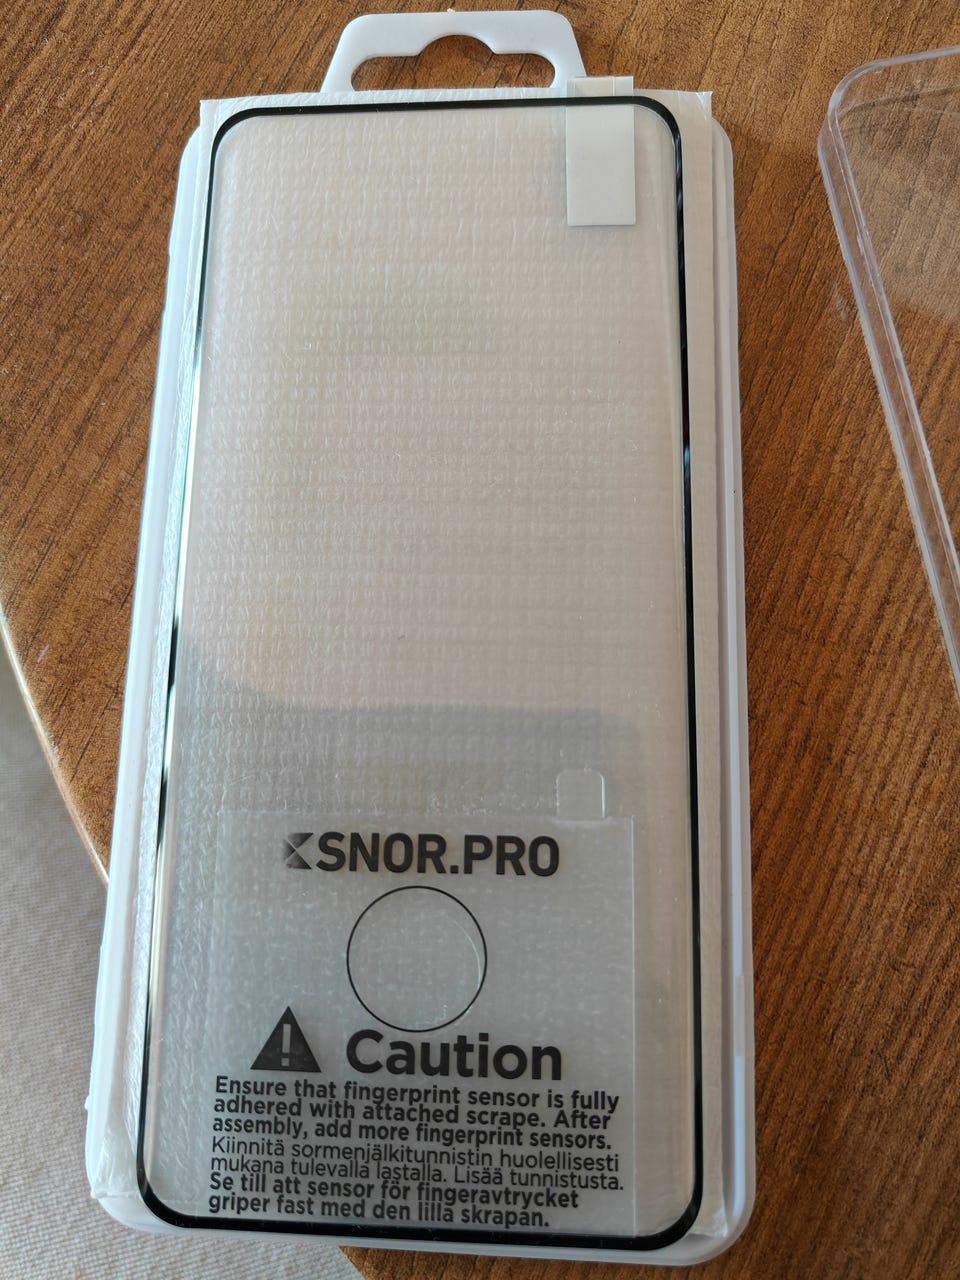 SNOR.PRO
Caution
Ensure that fingerprint sensor is fully
adhered with attached scrape. After
assembly, add more fingerprint sensors.
Kiinnitä sormenjälkitunnistin huolellisesti
mukana tulevalla lastalla. Lisää tunnistusta.
Se till att sensor för fingeravtrycket
griper fast med den lilla skrapan.